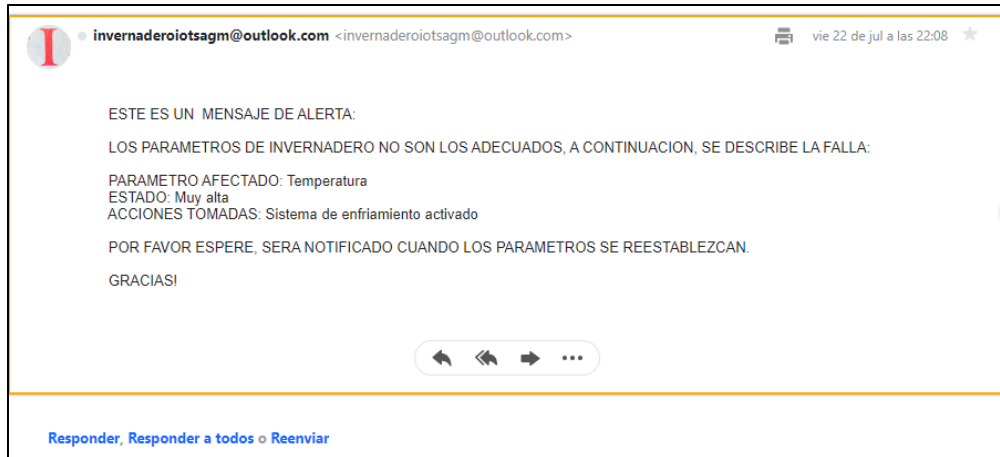 I
invernaderoiotsagm@outlook.com <invernaderoiotsagm@outlook.com> vie 22 de jul a las 22:08
ESTE ES UN MENSAJE DE ALERTA:
LOS PARAMETROS DE INVERNADERO NO SON LOS ADECUADOS, A CONTINUACION, SE DESCRIBE LA FALLA:
PARAMETRO AFECTADO: Temperatura
ESTADO: Muy alta
ACCIONES TOMADAS: Sistema de enfriamiento activado
POR FAVOR ESPERE, SERA NOTIFICADO CUANDO LOS PARAMETROS SE REESTABLEZCAN.
GRACIAS!
Responder, Responder a todos o Reenviar